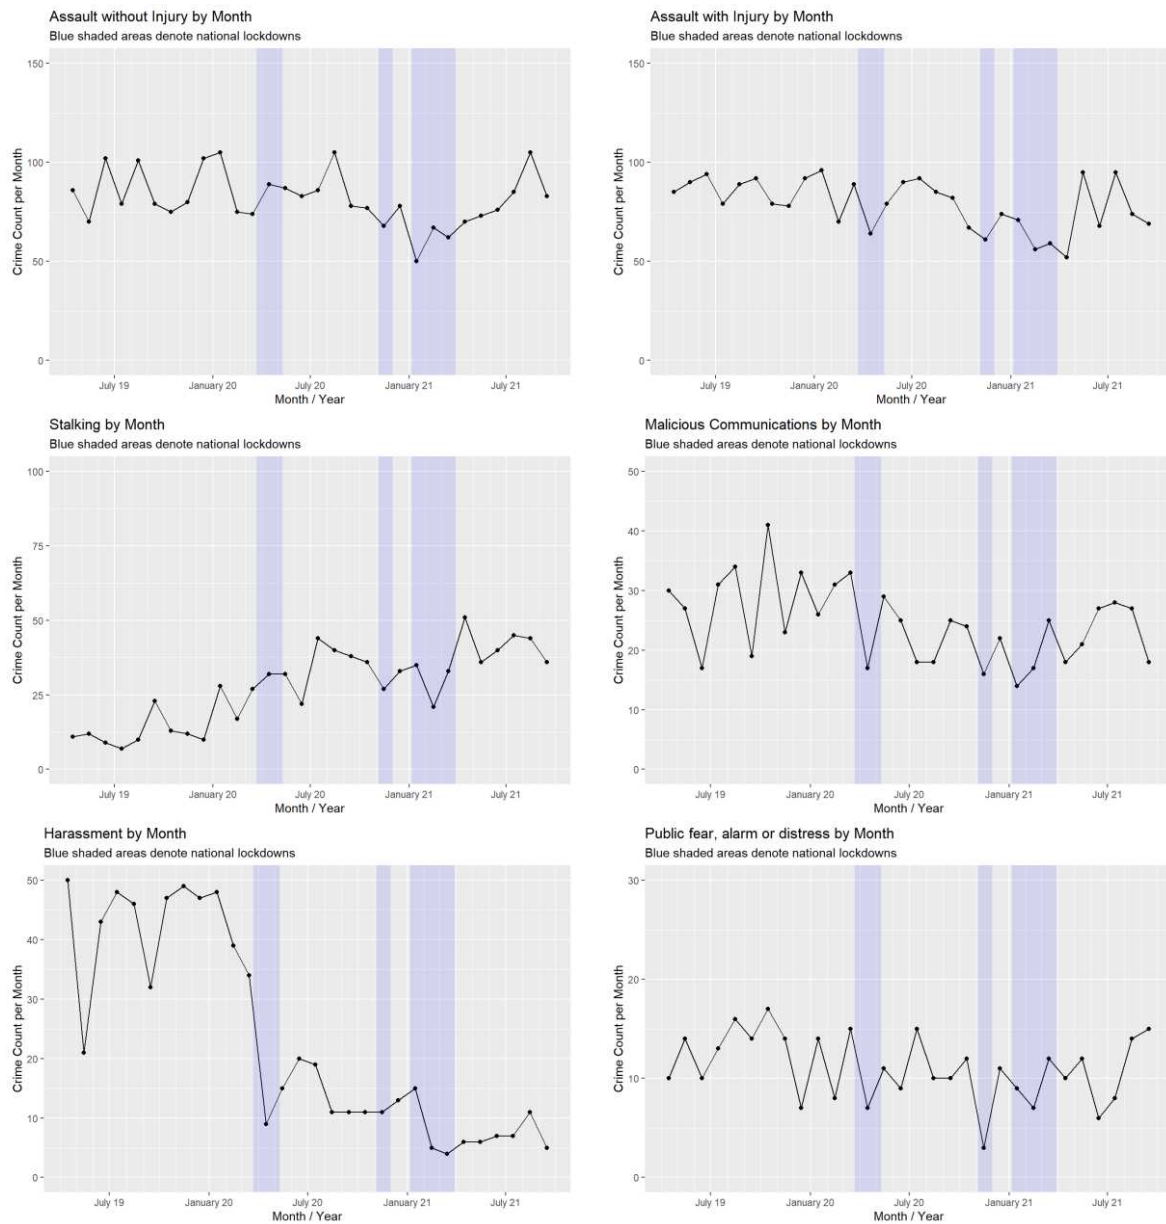 Assault without Injury by Month
Blue shaded areas denote national lockdowns
150
100
50
0
Crime Count per Month
July 19 January 20 July 20 January 21 July 21
Month / Year
Assault with Injury by Month
Blue shaded areas denote national lockdowns
150
100
50
0
Crime Count per Month
July 19 January 20 July 20 January 21 July 21
Month / Year
Stalking by Month
Blue shaded areas denote national lockdowns
100
75
50
25
0
Crime Count per Month
July 19 January 20 July 20 January 21 July 21
Month / Year
Malicious Communications by Month
Blue shaded areas denote national lockdowns
50
40
30
20
10
0
Crime Count per Month
July 19 January 20 July 20 January 21 July 21
Month / Year
Harassment by Month
Blue shaded areas denote national lockdowns
50
40
30
20
10
0
Crime Count per Month
July 19 January 20 July 20 January 21 July 21
Month / Year
Public fear, alarm or distress by Month
Blue shaded areas denote national lockdowns
30
20
10
0
Crime Count per Month
July 19 January 20 July 20 January 21 July 21
Month / Year